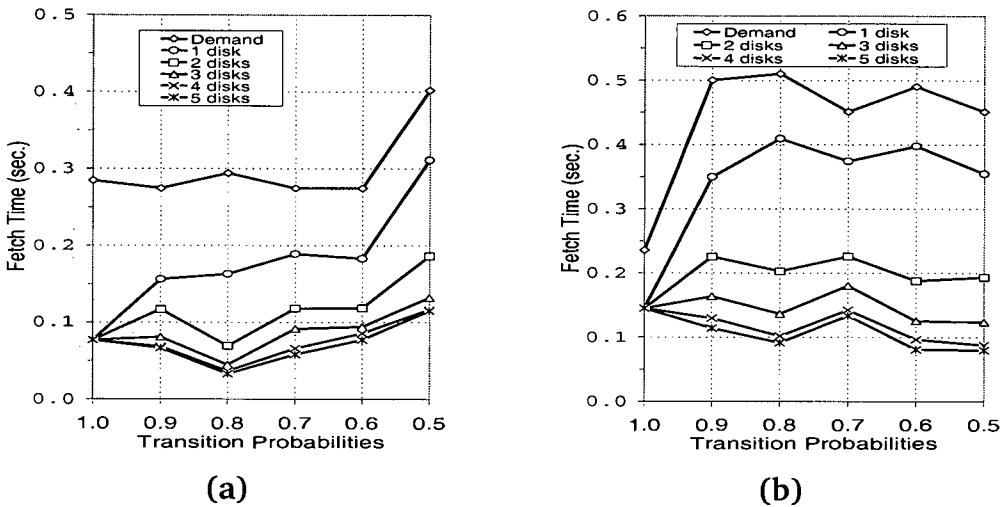 0.5
0.4
0.3
0.2
0.1
0.0
Fetch Time (sec.)
Demand
1 disk
2 disks
3 disks
4 disks
5 disks
1.0 0.9 0.8 0.7 0.6 0.5
Transition Probabilities
(a)
0.6
0.5
0.4
0.3
0.2
0.1
0.0
Fetch Time (sec.)
Demand 1 disk
2 disks 3 disks
4 disks 5 disks
1.0 0.9 0.8 0.7 0.6 0.5
Transition Probabilities
(b)